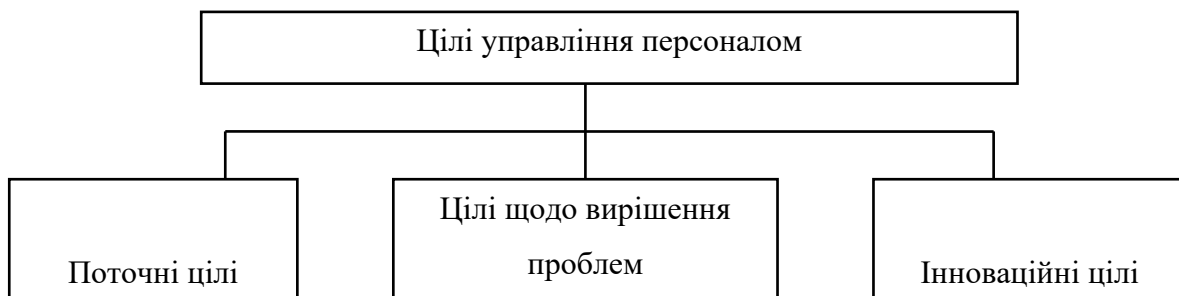 Цілі управління персоналом
Цілі щодо вирішення
проблем
Поточні цілі
Інноваційні цілі